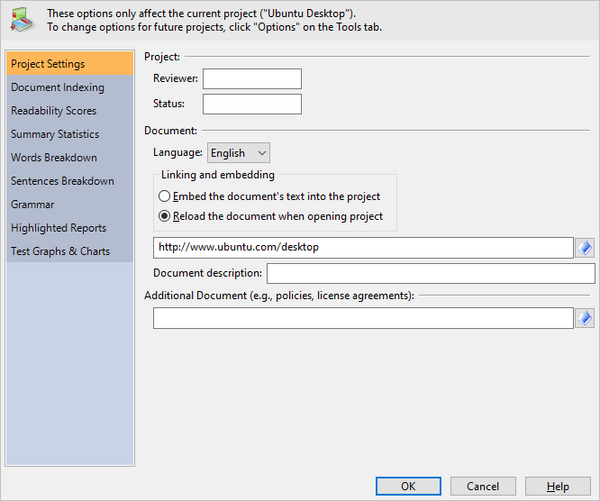 These options only affect the current project ("Ubuntu Desktop").
To change options for future projects, click "Options" on the Tools tab.
Project Settings
Document Indexing
Readability Scores
Summary Statistics
Words Breakdown
Sentences Breakdown
Grammar
Highlighted Reports
Test Graphs & Charts
Project:
Reviewer:
Status:
Document:
Language: English
Linking and embedding
Embed the document's text into the project
Reload the document when opening project
http://www.ubuntu.com/desktop
Document description:
Additional Document (e.g., policies, license agreements):
OK Cancel Help